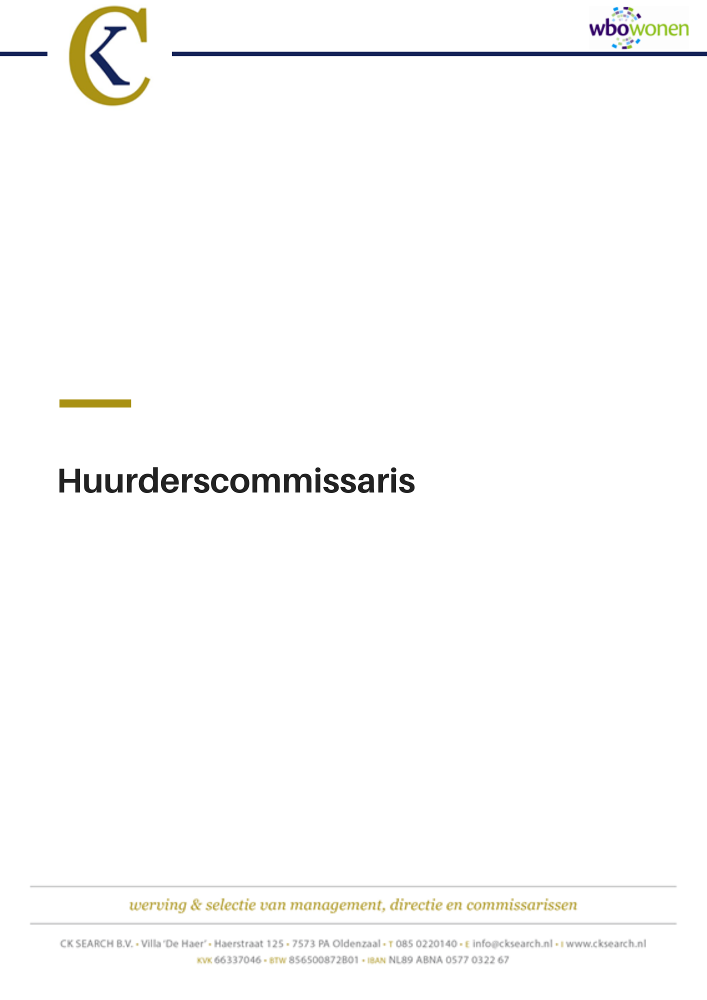 CK
wbowonen
Huurderscommissaris
werving & selectie van management, directie en commissarissen
CK SEARCH B.V. • Villa ‘De Haer’ • Haerstraat 125 • 7573 PA Oldenzaal • T 085 0220140 • E info@cksearch.nl • I www.cksearch.nl
KVK 66337046 • BTW 856500872B01 • IBAN NL89 ABNA 0577 0322 67